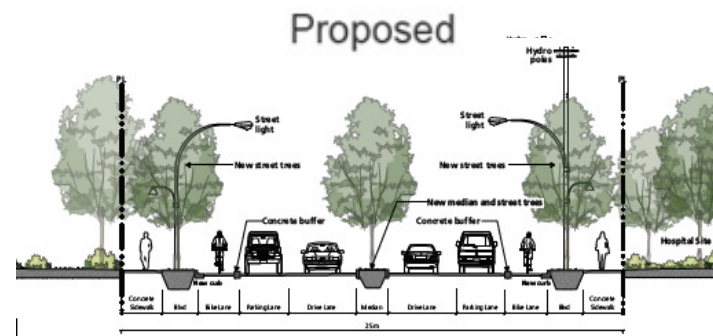 Proposed
Hydro
poles
PL
PL
Street
light
Street
light
New street trees
New street trees
New median and street trees
Concrete buffer
Concrete buffer
Hospital Site
New curb
New curb
Concrete
Sidewalk
Blvd
Bike Lane
Parking Lane
Drive Lane
Median
Drive Lane
Parking Lane
Bike Lane
Blvd
Concrete
Sidewalk
25m